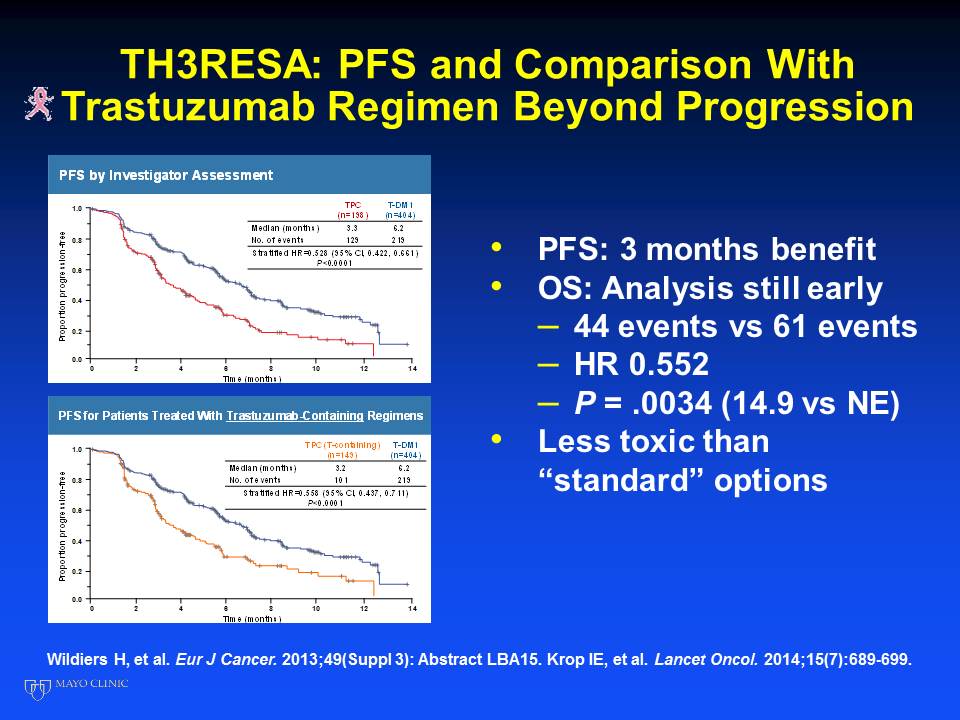 TH3RESA: PFS and Comparison With
Trastuzumab Regimen Beyond Progression
PFS by Investigator Assessment
TPC T-DM1
(n=198) (n=404)
Median (months) 3.3 6.2
No. of events 129 219
Stratified HR=0.528 (95% CI, 0.422, 0.661)
P<0.0001
Proportion progression-free
1.0
0.8
0.6
0.4
0.2
0.0
0 2 4 6 8 10 12 14
Time (months)
PFS for Patients Treated With Trastuzumab-Containing Regimens
TPC (T-containing) T-DM1
(n=149) (n=404)
Median (months) 3.2 6.2
No. of events 101 219
Stratified HR=0.558 (95% CI, 0.437, 0.711)
P<0.0001
Proportion progression-free
1.0
0.8
0.6
0.4
0.2
0.0
0 2 4 6 8 10 12 14
Time (months)
• PFS: 3 months benefit
• OS: Analysis still early
– 44 events vs 61 events
– HR 0.552
– P = .0034 (14.9 vs NE)
• Less toxic than
“standard” options
Wildiers H, et al. Eur J Cancer. 2013;49(Suppl 3): Abstract LBA15. Krop IE, et al. Lancet Oncol. 2014;15(7):689-699.
MAYO CLINIC